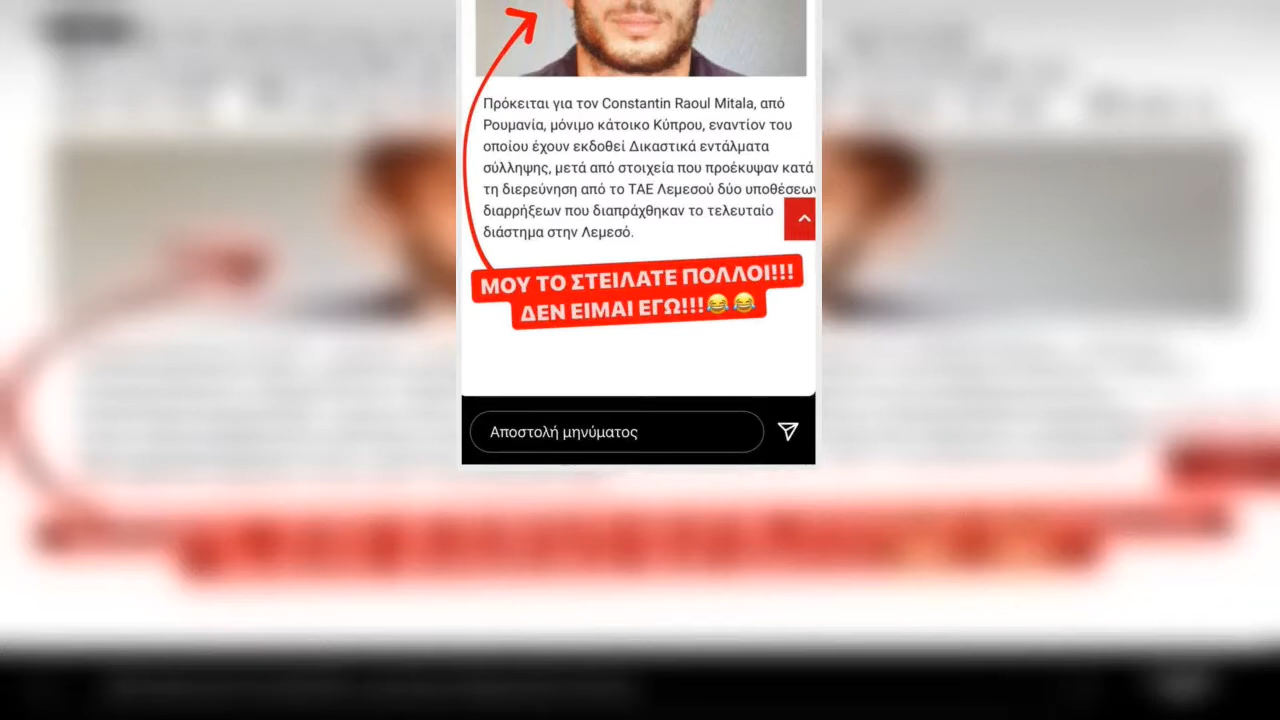 Πρόκειται για τον Constantin Raoul Mitala, από
Ρουμανία, μόνιμο κάτοικο Κύπρου, εναντίον του
οποίου έχουν εκδοθεί Δικαστικά εντάλματα
σύλληψης, μετά από στοιχεία που προέκυψαν κατά
τη διερεύνηση από το ΤΑΕ Λεμεσού δύο υποθέσεων
διαρρήξεων που διαπράχθηκαν το τελευταίο
διάστημα στην Λεμεσό.
ΜΟΥ ΤΟ ΣΤΕΙΛΑΤΕ ΠΟΛΛΟΙ!!!
ΔΕΝ ΕΙΜΑΙ ΕΓΩ!!!😂😂
Αποστολή μηνύματος